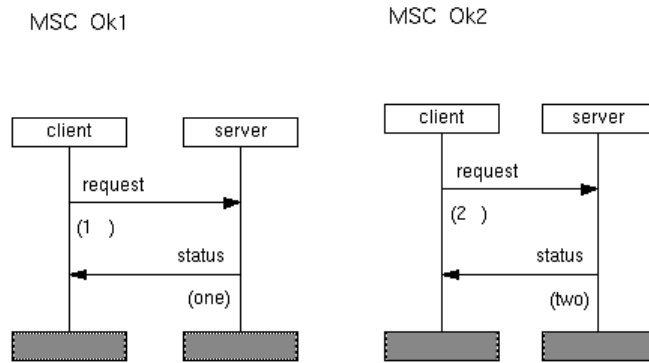 MSC Ok1
client server
request
(1 )
status
(one)
MSC Ok2
client server
request
(2 )
status
(two)